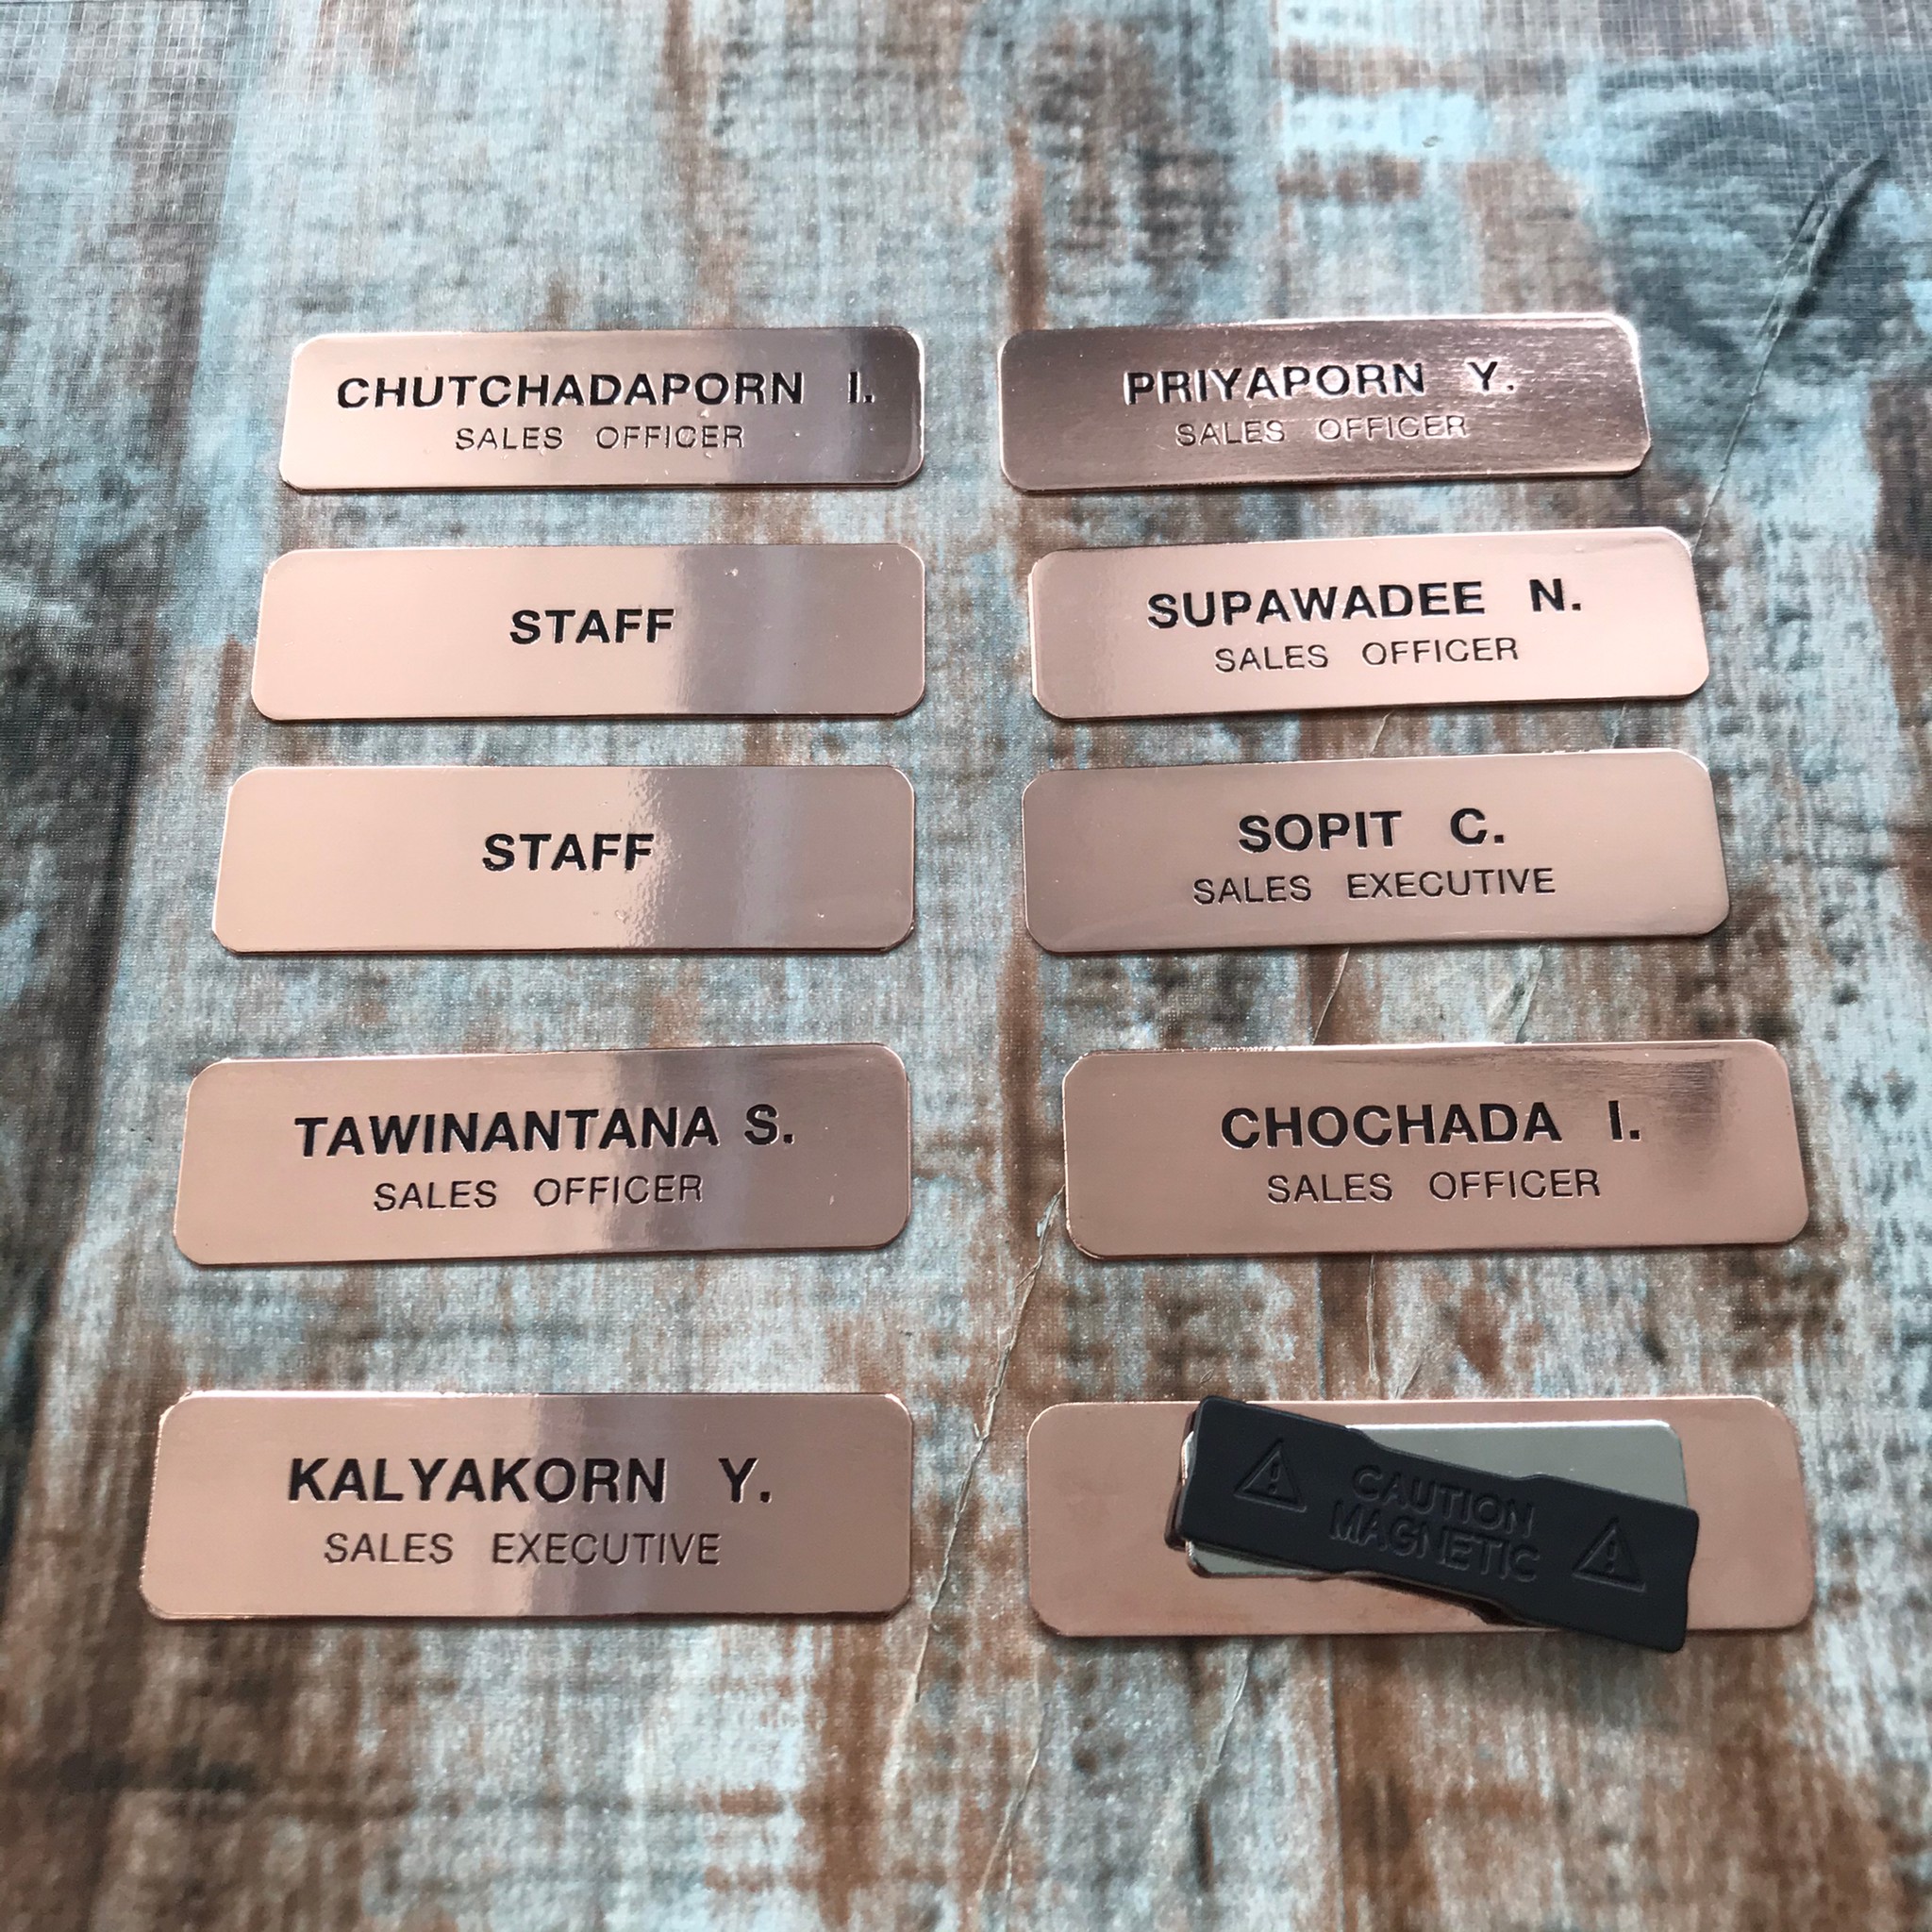 CHUTCHADAPORN I.
SALES OFFICER
PRIYAPORN Y.
SALES OFFICER
STAFF
SUPAWADEE N.
SALES OFFICER
STAFF
SOPIT C.
SALES EXECUTIVE
TAWINANTANA S.
SALES OFFICER
CHOCHADA I.
SALES OFFICER
KALYAKORN Y.
SALES EXECUTIVE
CAUTION
MAGNETIC